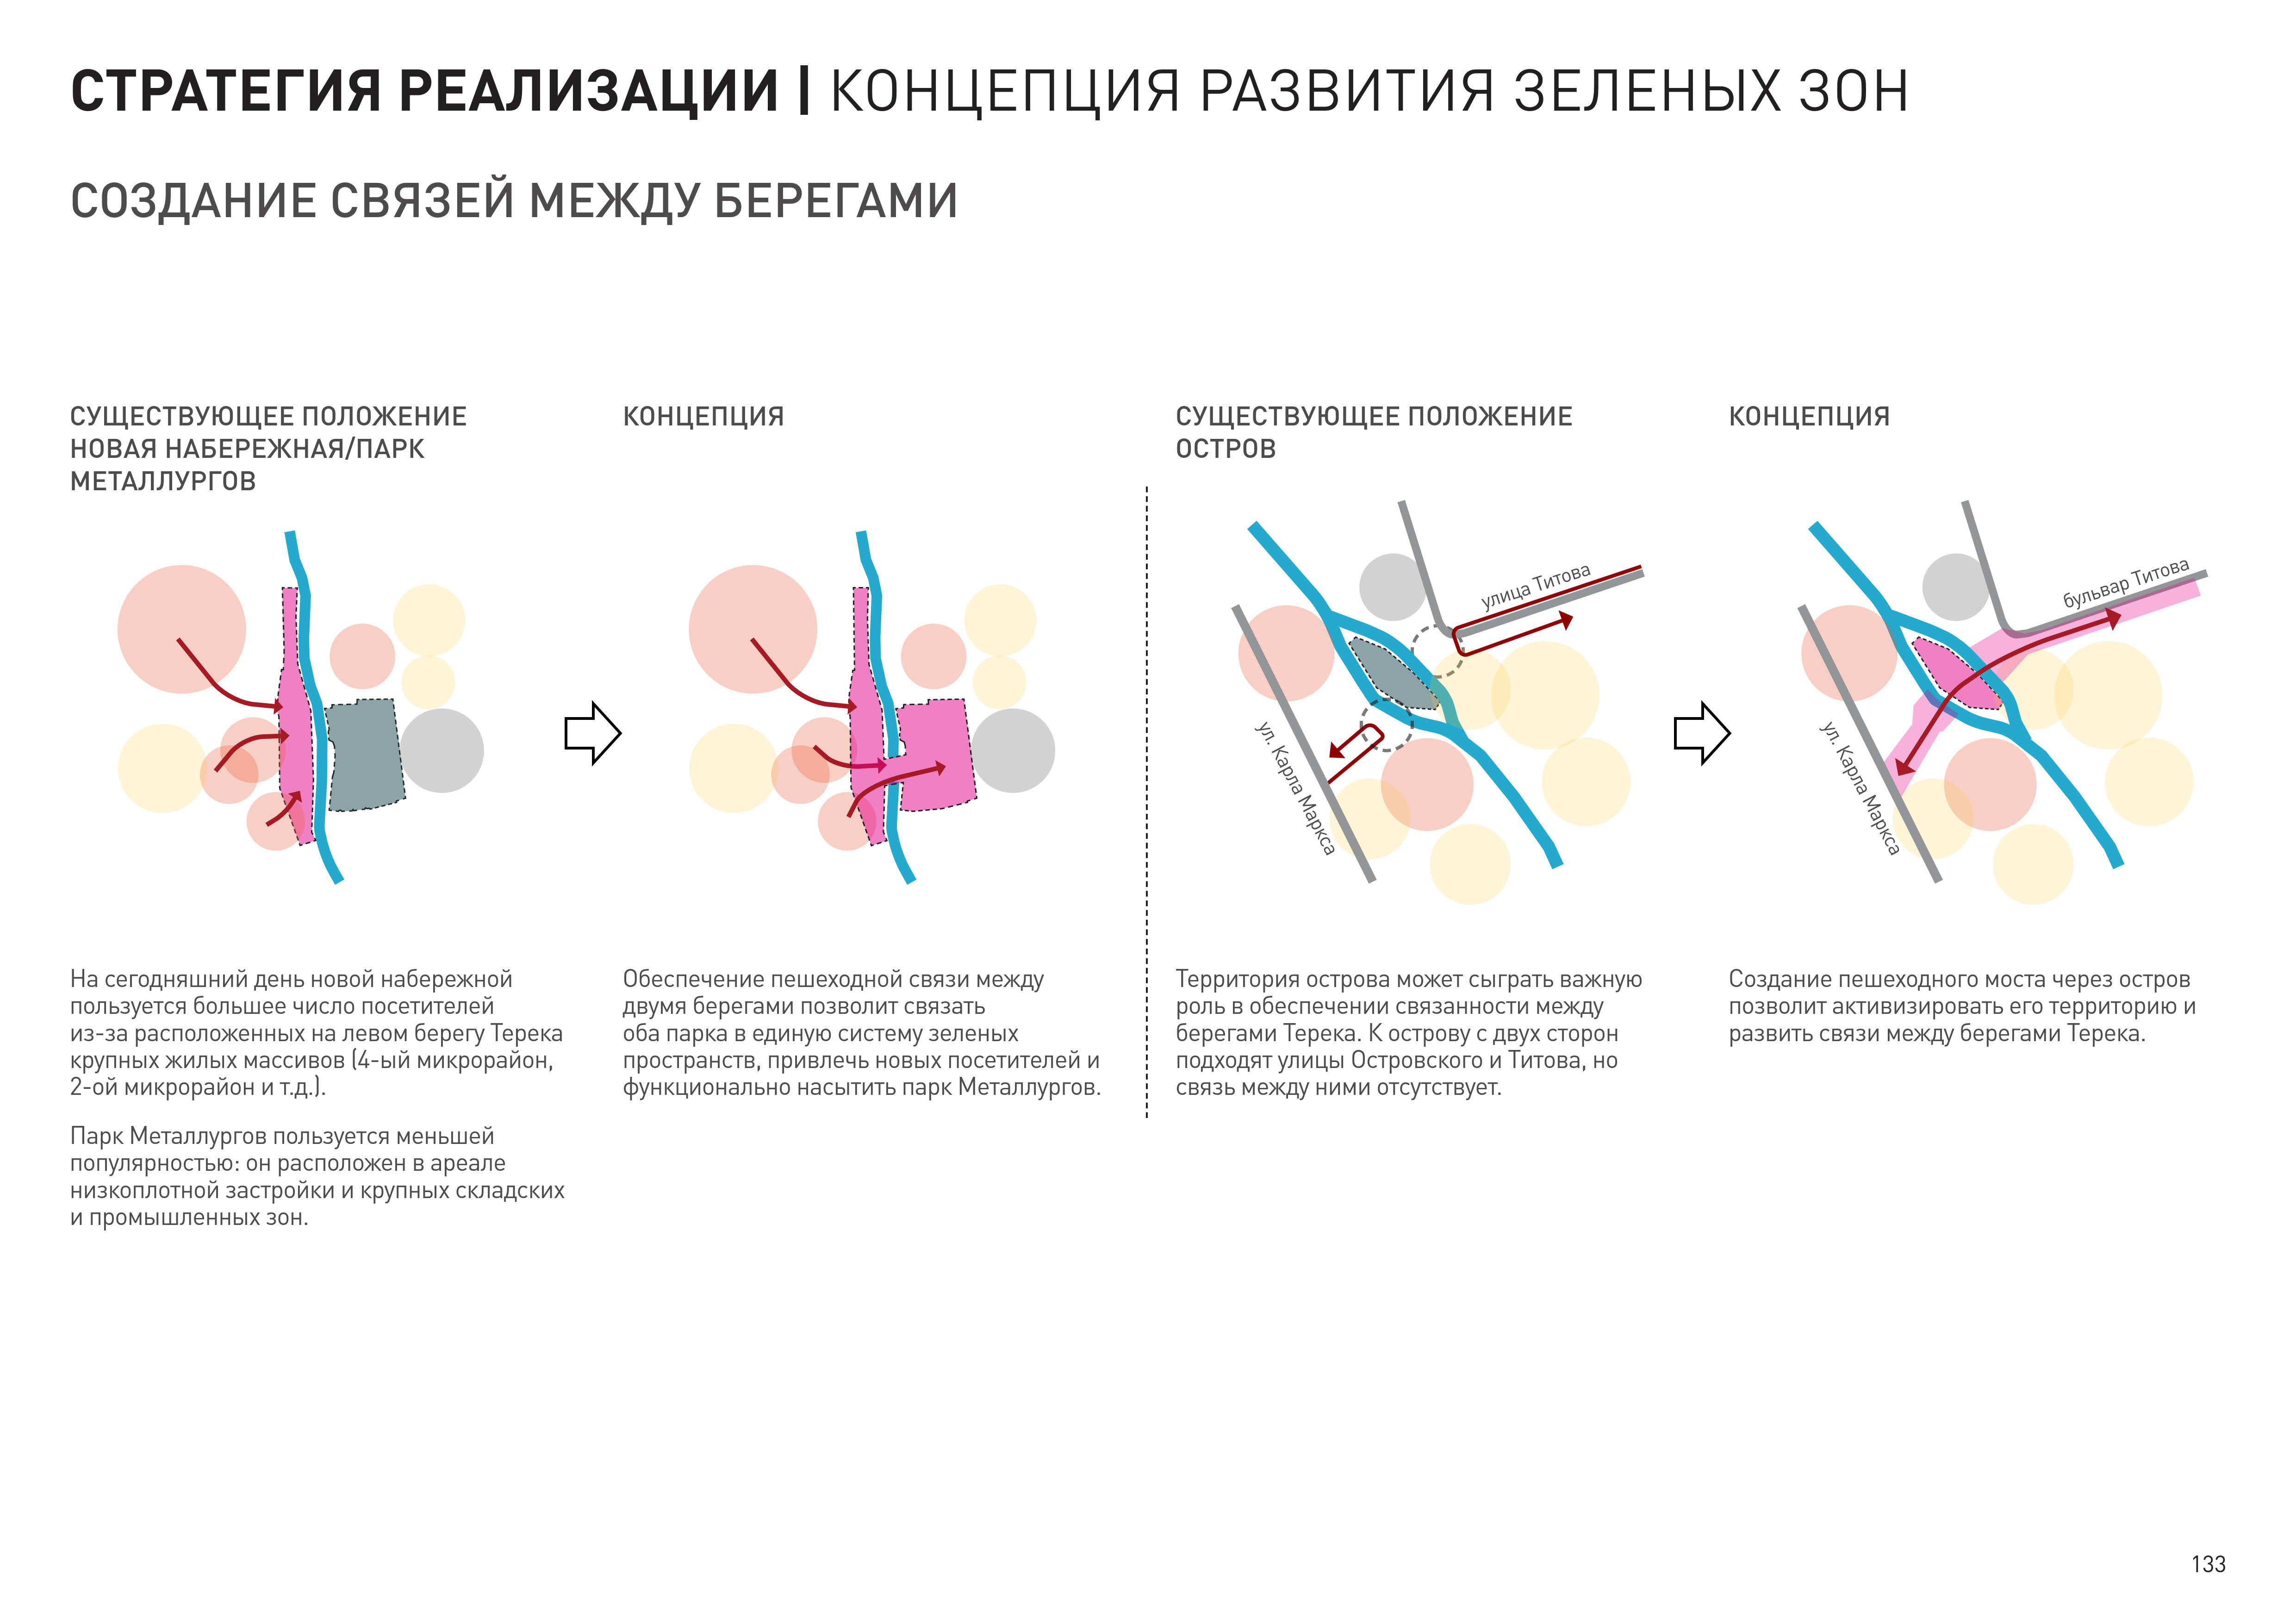 СТРАТЕГИЯ РЕАЛИЗАЦИИ | КОНЦЕПЦИЯ РАЗВИТИЯ ЗЕЛЕНЫХ ЗОН
СОЗДАНИЕ СВЯЗЕЙ МЕЖДУ БЕРЕГАМИ
СУЩЕСТВУЮЩЕЕ ПОЛОЖЕНИЕ
НОВАЯ НАБЕРЕЖНАЯ/ПАРК
МЕТАЛЛУРГОВ
На сегодняшний день новой набережной
пользуется большее число посетителей
из-за расположенных на левом берегу Терека
крупных жилых массивов (4-ый микрорайон,
2-ой микрорайон и т.д.).
Парк Металлургов пользуется меньшей
популярностью: он расположен в ареале
низкоплотной застройки и крупных складских
и промышленных зон.
КОНЦЕПЦИЯ
Обеспечение пешеходной связи между
двумя берегами позволит связать
оба парка в единую систему зеленых
пространств, привлечь новых посетителей и
функционально насытить парк Металлургов.
СУЩЕСТВУЮЩЕЕ ПОЛОЖЕНИЕ
ОСТРОВ
улица Титова
ул. Карла Маркса
Территория острова может сыграть важную
роль в обеспечении связанности между
берегами Терека. К острову с двух сторон
подходят улицы Островского и Титова, но
связь между ними отсутствует.
КОНЦЕПЦИЯ
бульвар Титова
ул. Карла Маркса
Создание пешеходного моста через остров
позволит активизировать его территорию и
развить связи между берегами Терека.
133